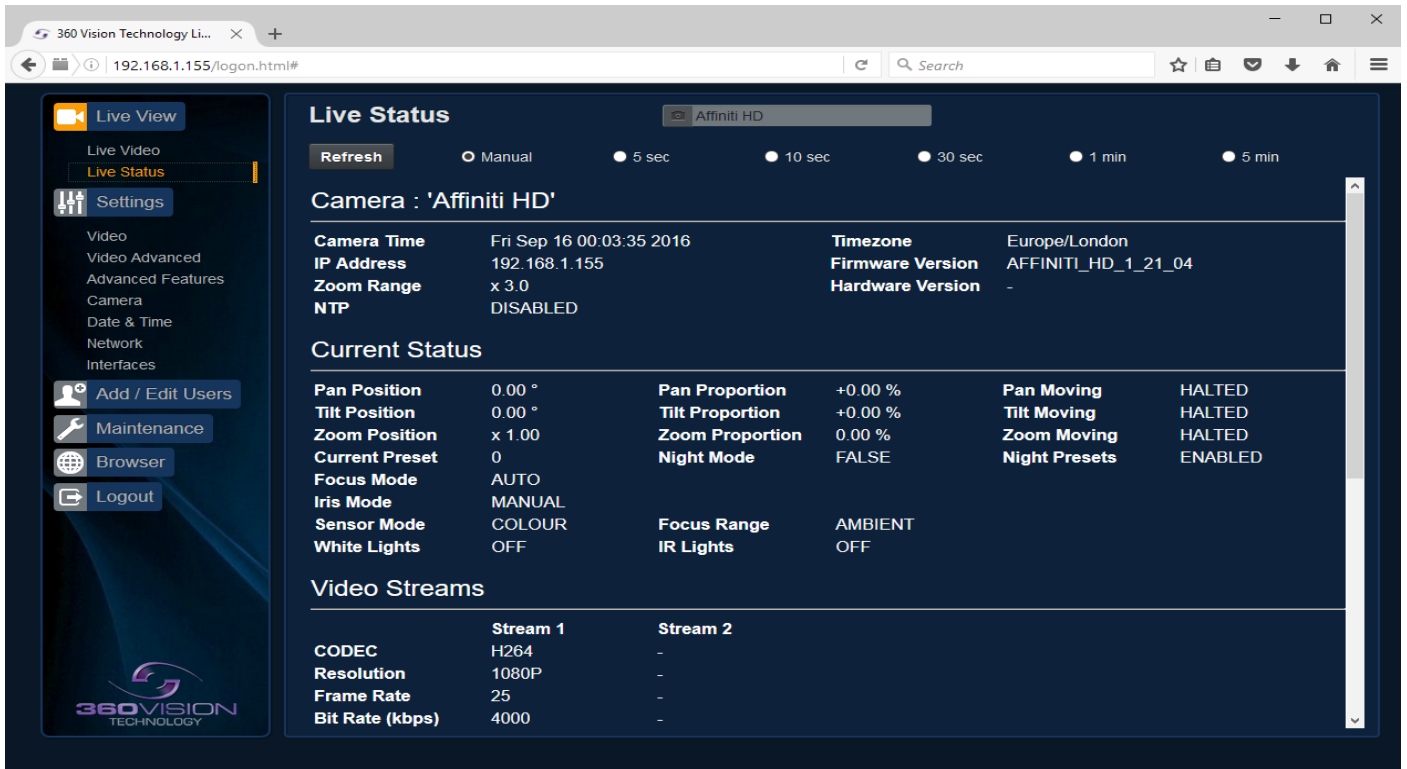 360 Vision Technology Li...
192.168.1.155/logon.html#
Search
Live View
Live Video
Live Status
Settings
Video
Video Advanced
Advanced Features
Camera
Date & Time
Network
Interfaces
Add / Edit Users
Maintenance
Browser
Logout
360VISION
TECHNOLOGY
Live Status Affiniti HD
Refresh Manual 5 sec 10 sec 30 sec 1 min 5 min
Camera : 'Affiniti HD'
Camera Time Fri Sep 16 00:03:35 2016 Timezone Europe/London
IP Address 192.168.1.155 Firmware Version AFFINITI_HD_1_21_04
Zoom Range x 3.0 Hardware Version -
NTP DISABLED
Current Status
Pan Position 0.00 ° Pan Proportion +0.00 % Pan Moving HALTED
Tilt Position 0.00 ° Tilt Proportion +0.00 % Tilt Moving HALTED
Zoom Position x 1.00 Zoom Proportion 0.00 % Zoom Moving HALTED
Current Preset 0 Night Mode FALSE Night Presets ENABLED
Focus Mode AUTO
Iris Mode MANUAL
Sensor Mode COLOUR Focus Range AMBIENT
White Lights OFF IR Lights OFF
Video Streams
Stream 1 Stream 2
CODEC H264 -
Resolution 1080P -
Frame Rate 25 -
Bit Rate (kbps) 4000 -